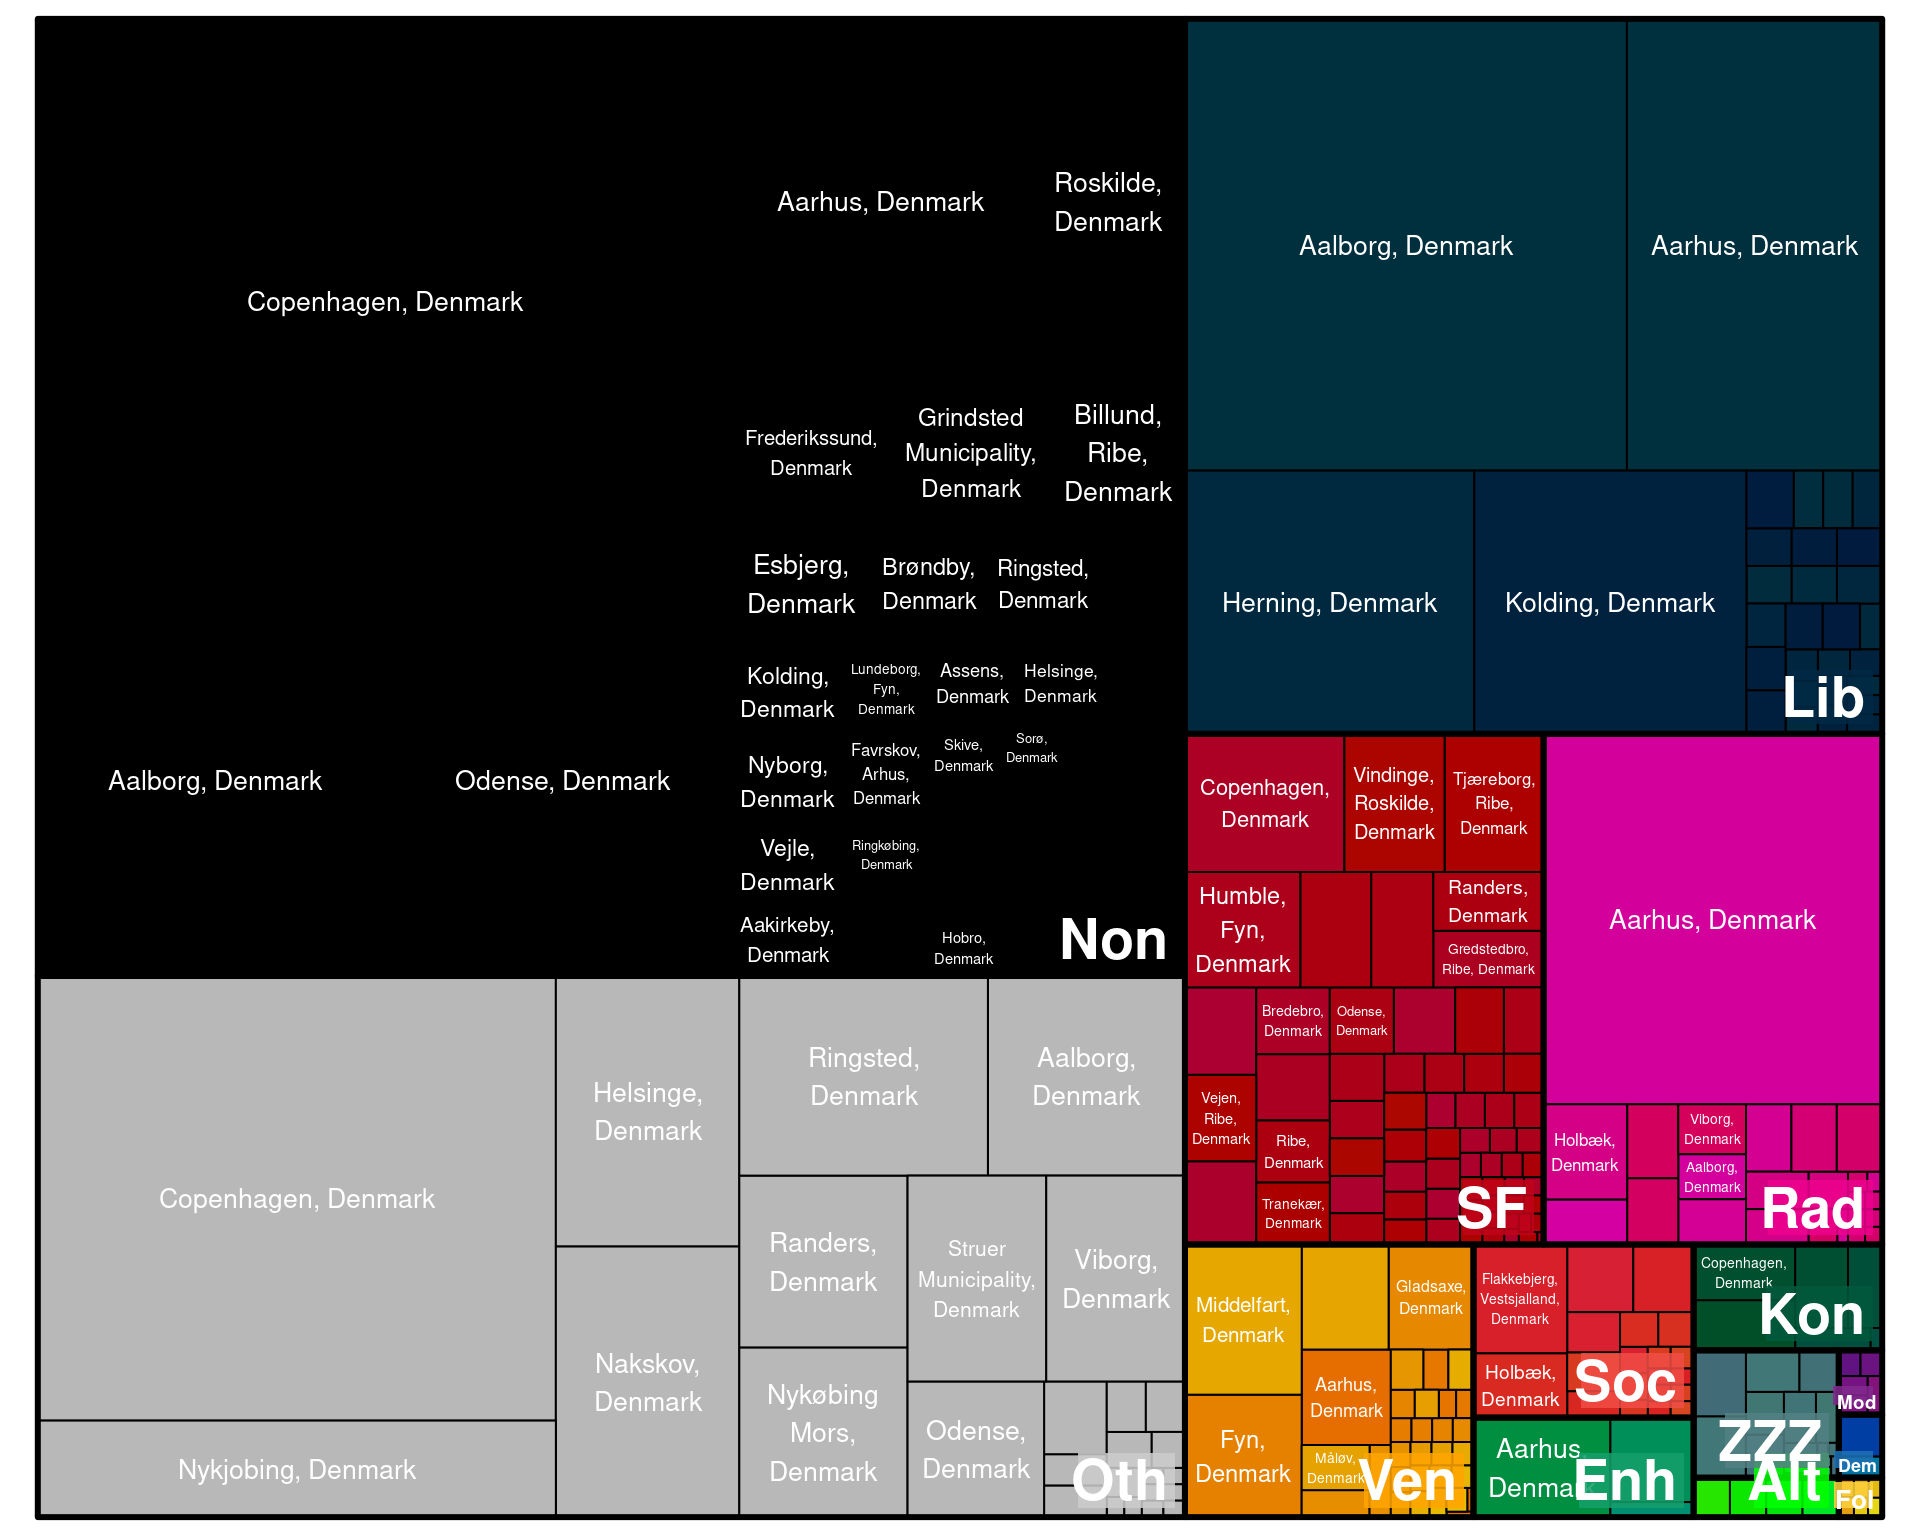 Copenhagen, Denmark
Aarhus, Denmark
Roskilde,
Denmark
Frederikssund,
Denmark
Grindsted
Municipality,
Denmark
Billund,
Ribe,
Denmark
Esbjerg,
Denmark
Brøndby,
Denmark
Ringsted,
Denmark
Aalborg, Denmark
Odense, Denmark
Kolding,
Denmark
Lundeborg,
Fyn,
Denmark
Assens,
Denmark
Helsinge,
Denmark
Nyborg,
Denmark
Favrskov,
Arhus,
Denmark
Skive,
Denmark
Sorø,
Denmark
Vejle,
Denmark
Ringkøbing,
Denmark
Aakirkeby,
Denmark
Hobro,
Denmark
Non
Aalborg, Denmark
Aarhus, Denmark
Herning, Denmark
Kolding, Denmark
Lib
Copenhagen,
Denmark
Vindinge,
Roskilde,
Denmark
Tjæreborg,
Ribe,
Denmark
Humble,
Fyn,
Denmark
Randers,
Denmark
Gredstedbro,
Ribe, Denmark
Bredebro,
Denmark
Odense,
Denmark
Vejen,
Ribe,
Denmark
Ribe,
Denmark
Tranekær,
Denmark
SF
Aarhus, Denmark
Holbæk,
Denmark
Viborg,
Denmark
Aalborg,
Denmark
Rad
Copenhagen, Denmark
Nykjobing, Denmark
Helsinge,
Denmark
Nakskov,
Denmark
Ringsted,
Denmark
Aalborg,
Denmark
Randers,
Denmark
Struer
Municipality,
Denmark
Viborg,
Denmark
Nykøbing
Mors,
Denmark
Odense,
Denmark
Oth
Middelfart,
Denmark
Gladsaxe,
Denmark
Aarhus,
Denmark
Fyn,
Denmark
Måløv,
Denmark
Ven
Flakkebjerg,
Vestsjalland,
Denmark
Holbæk,
Denmark
Soc
Aarhus,
Denmark
Enh
Copenhagen,
Denmark
Kon
ZZZ
Mod
Dem
Alt
Fol